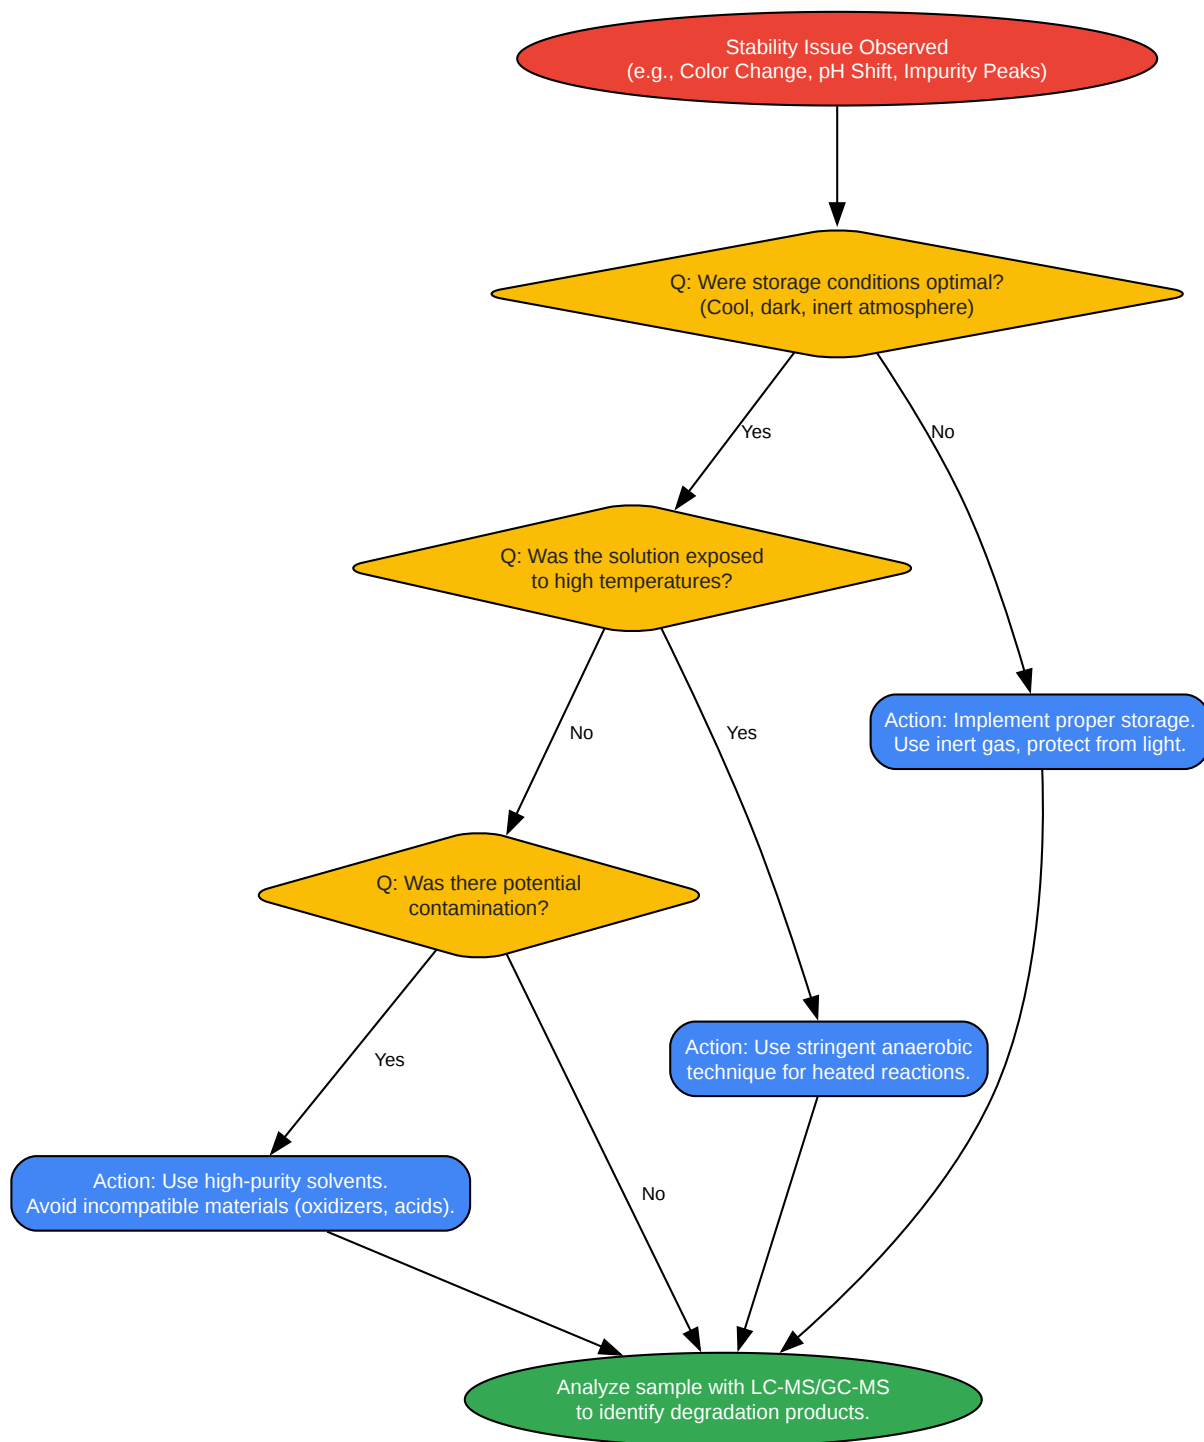 Stability Issue Observed
(e.g., Color Change, pH Shift, Impurity Peaks)
Q: Were storage conditions optimal?
(Cool, dark, inert atmosphere)
Yes
No
Q: Was the solution exposed
to high temperatures?
No
Yes
Action: Implement proper storage.
Use inert gas, protect from light.
Q: Was there potential
contamination?
Yes
No
Action: Use stringent anaerobic
technique for heated reactions.
Action: Use high-purity solvents.
Avoid incompatible materials (oxidizers, acids).
Analyze sample with LC-MS/GC-MS
to identify degradation products.